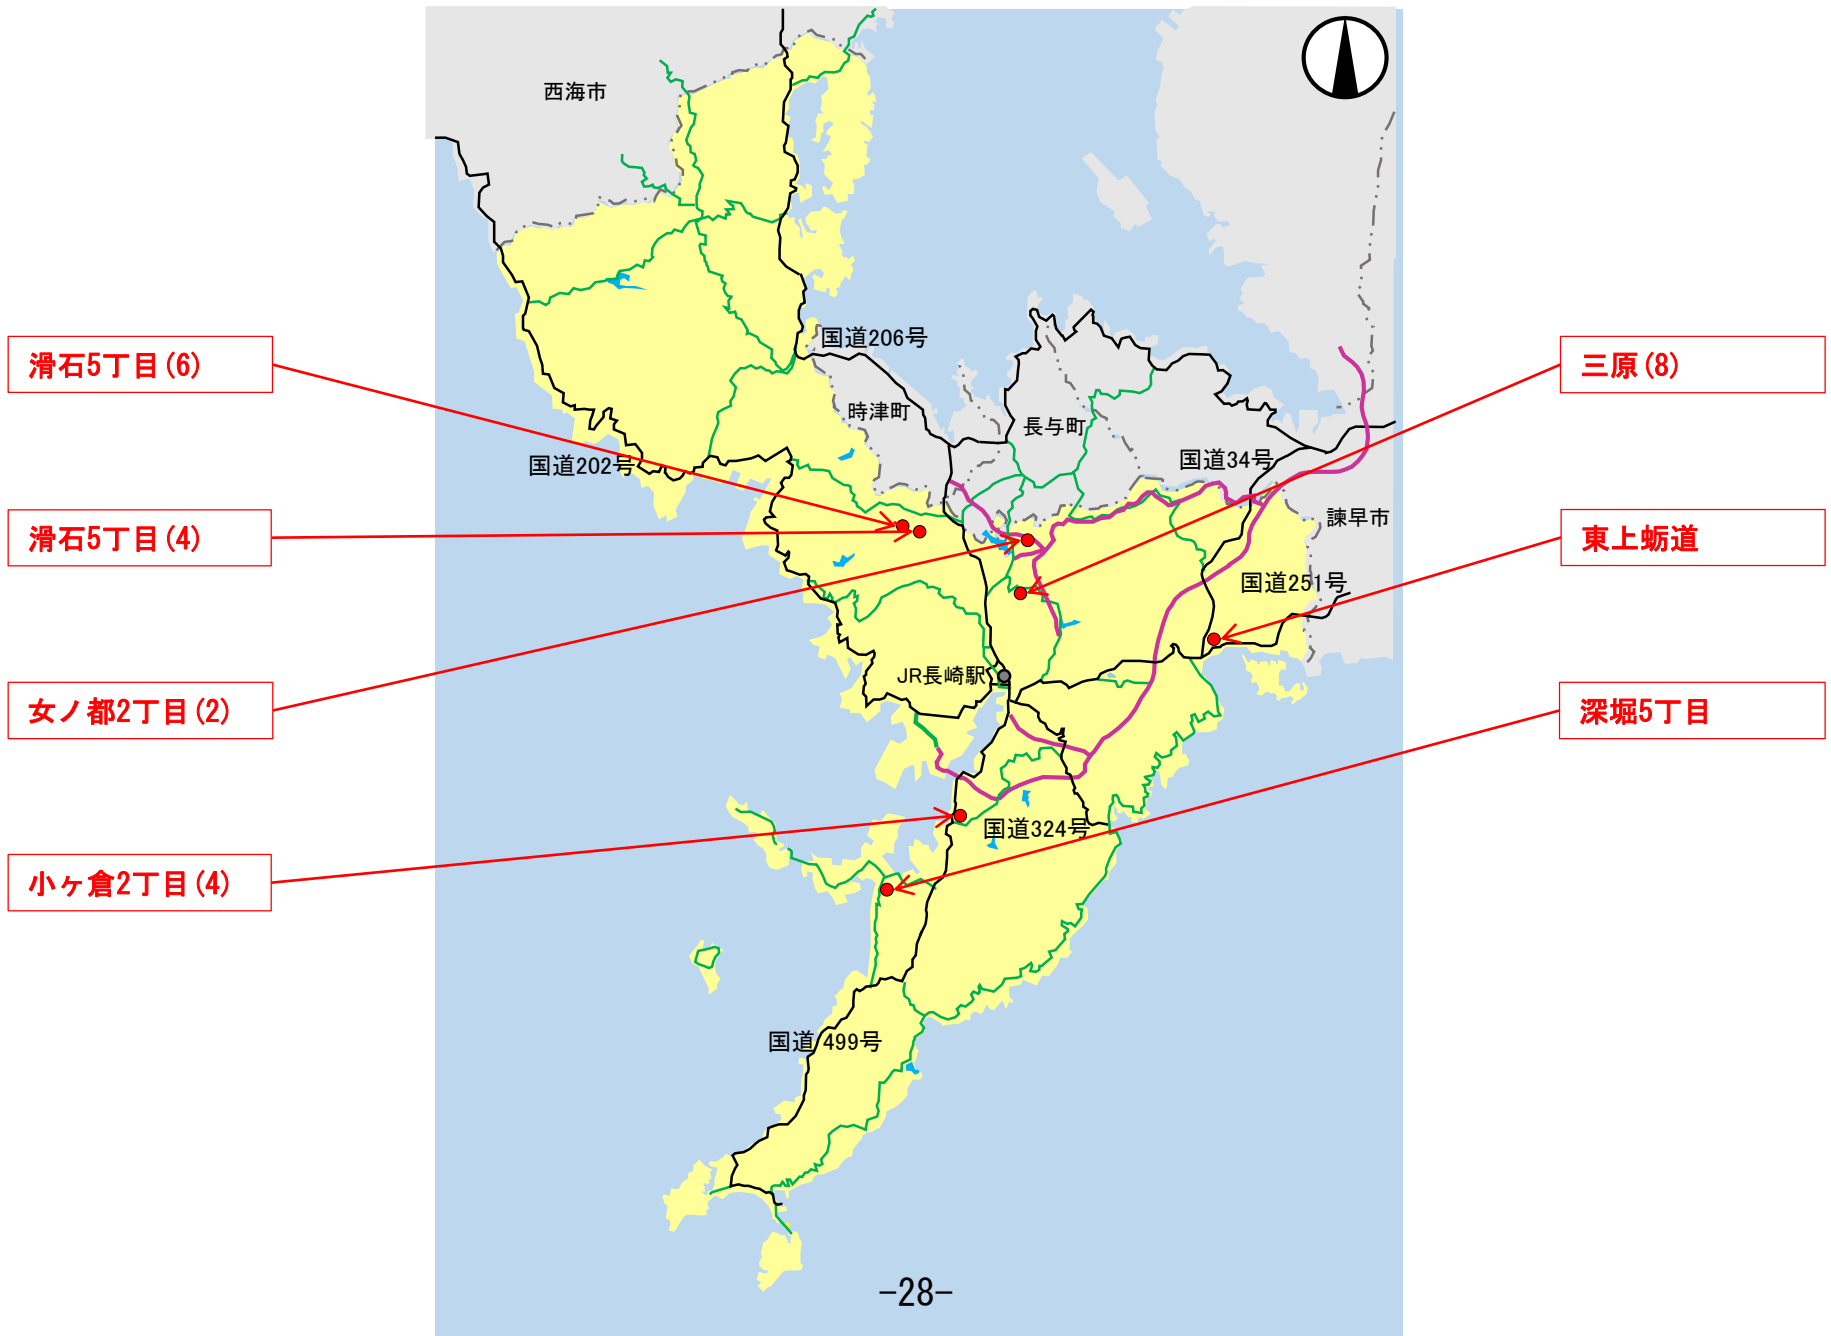 西海市
国道206号
滑石5丁目(6)
三原(8)
時津町
長与町
国道202号
国道34号
滑石5丁目(4)
諫早市
東上蛎道
国道251号
JR長崎駅
女ノ都2丁目(2)
深堀5丁目
国道324号
小ヶ倉2丁目(4)
国道499号
-28-